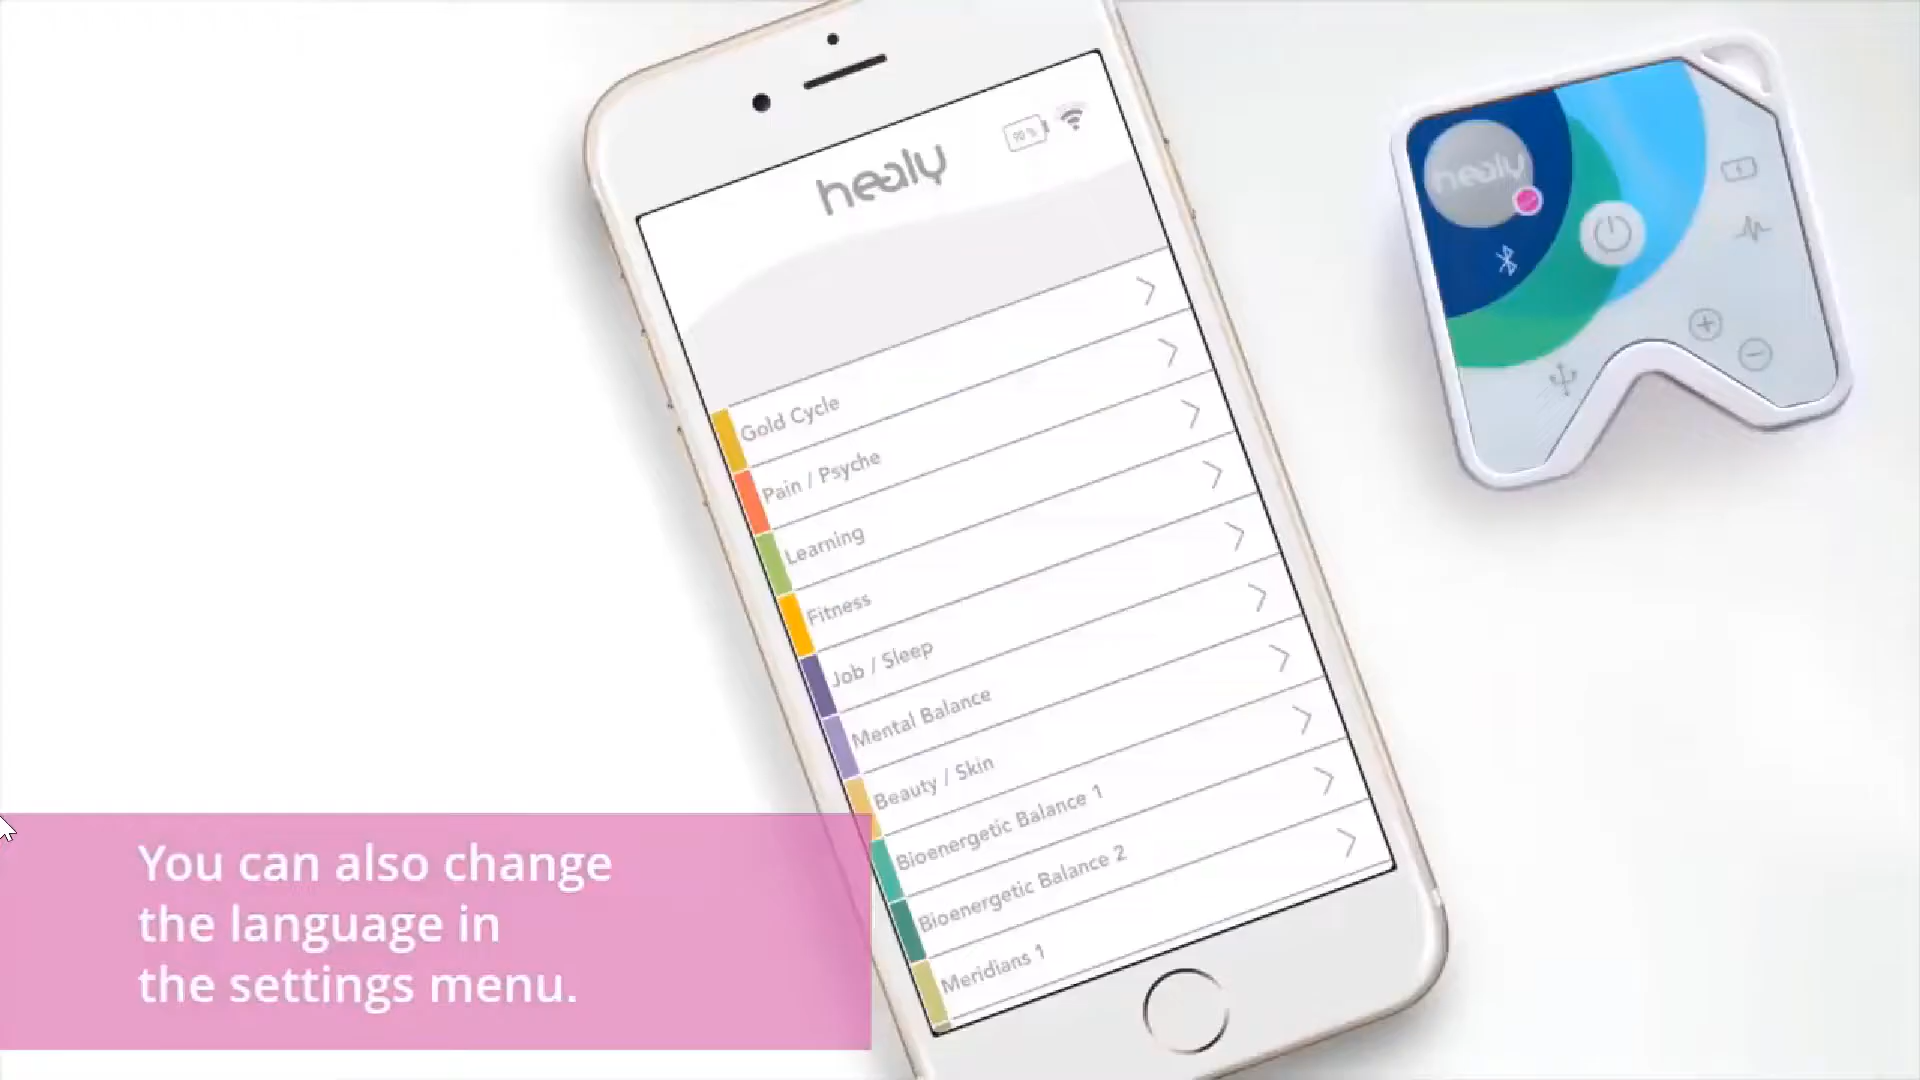 healy
90 %
Gold Cycle
Pain / Psyche
Learning
Fitness
Job / Sleep
Mental Balance
Beauty / Skin
Bioenergetic Balance 1
Bioenergetic Balance 2
Meridians 1
healy
You can also change
the language in
the settings menu.